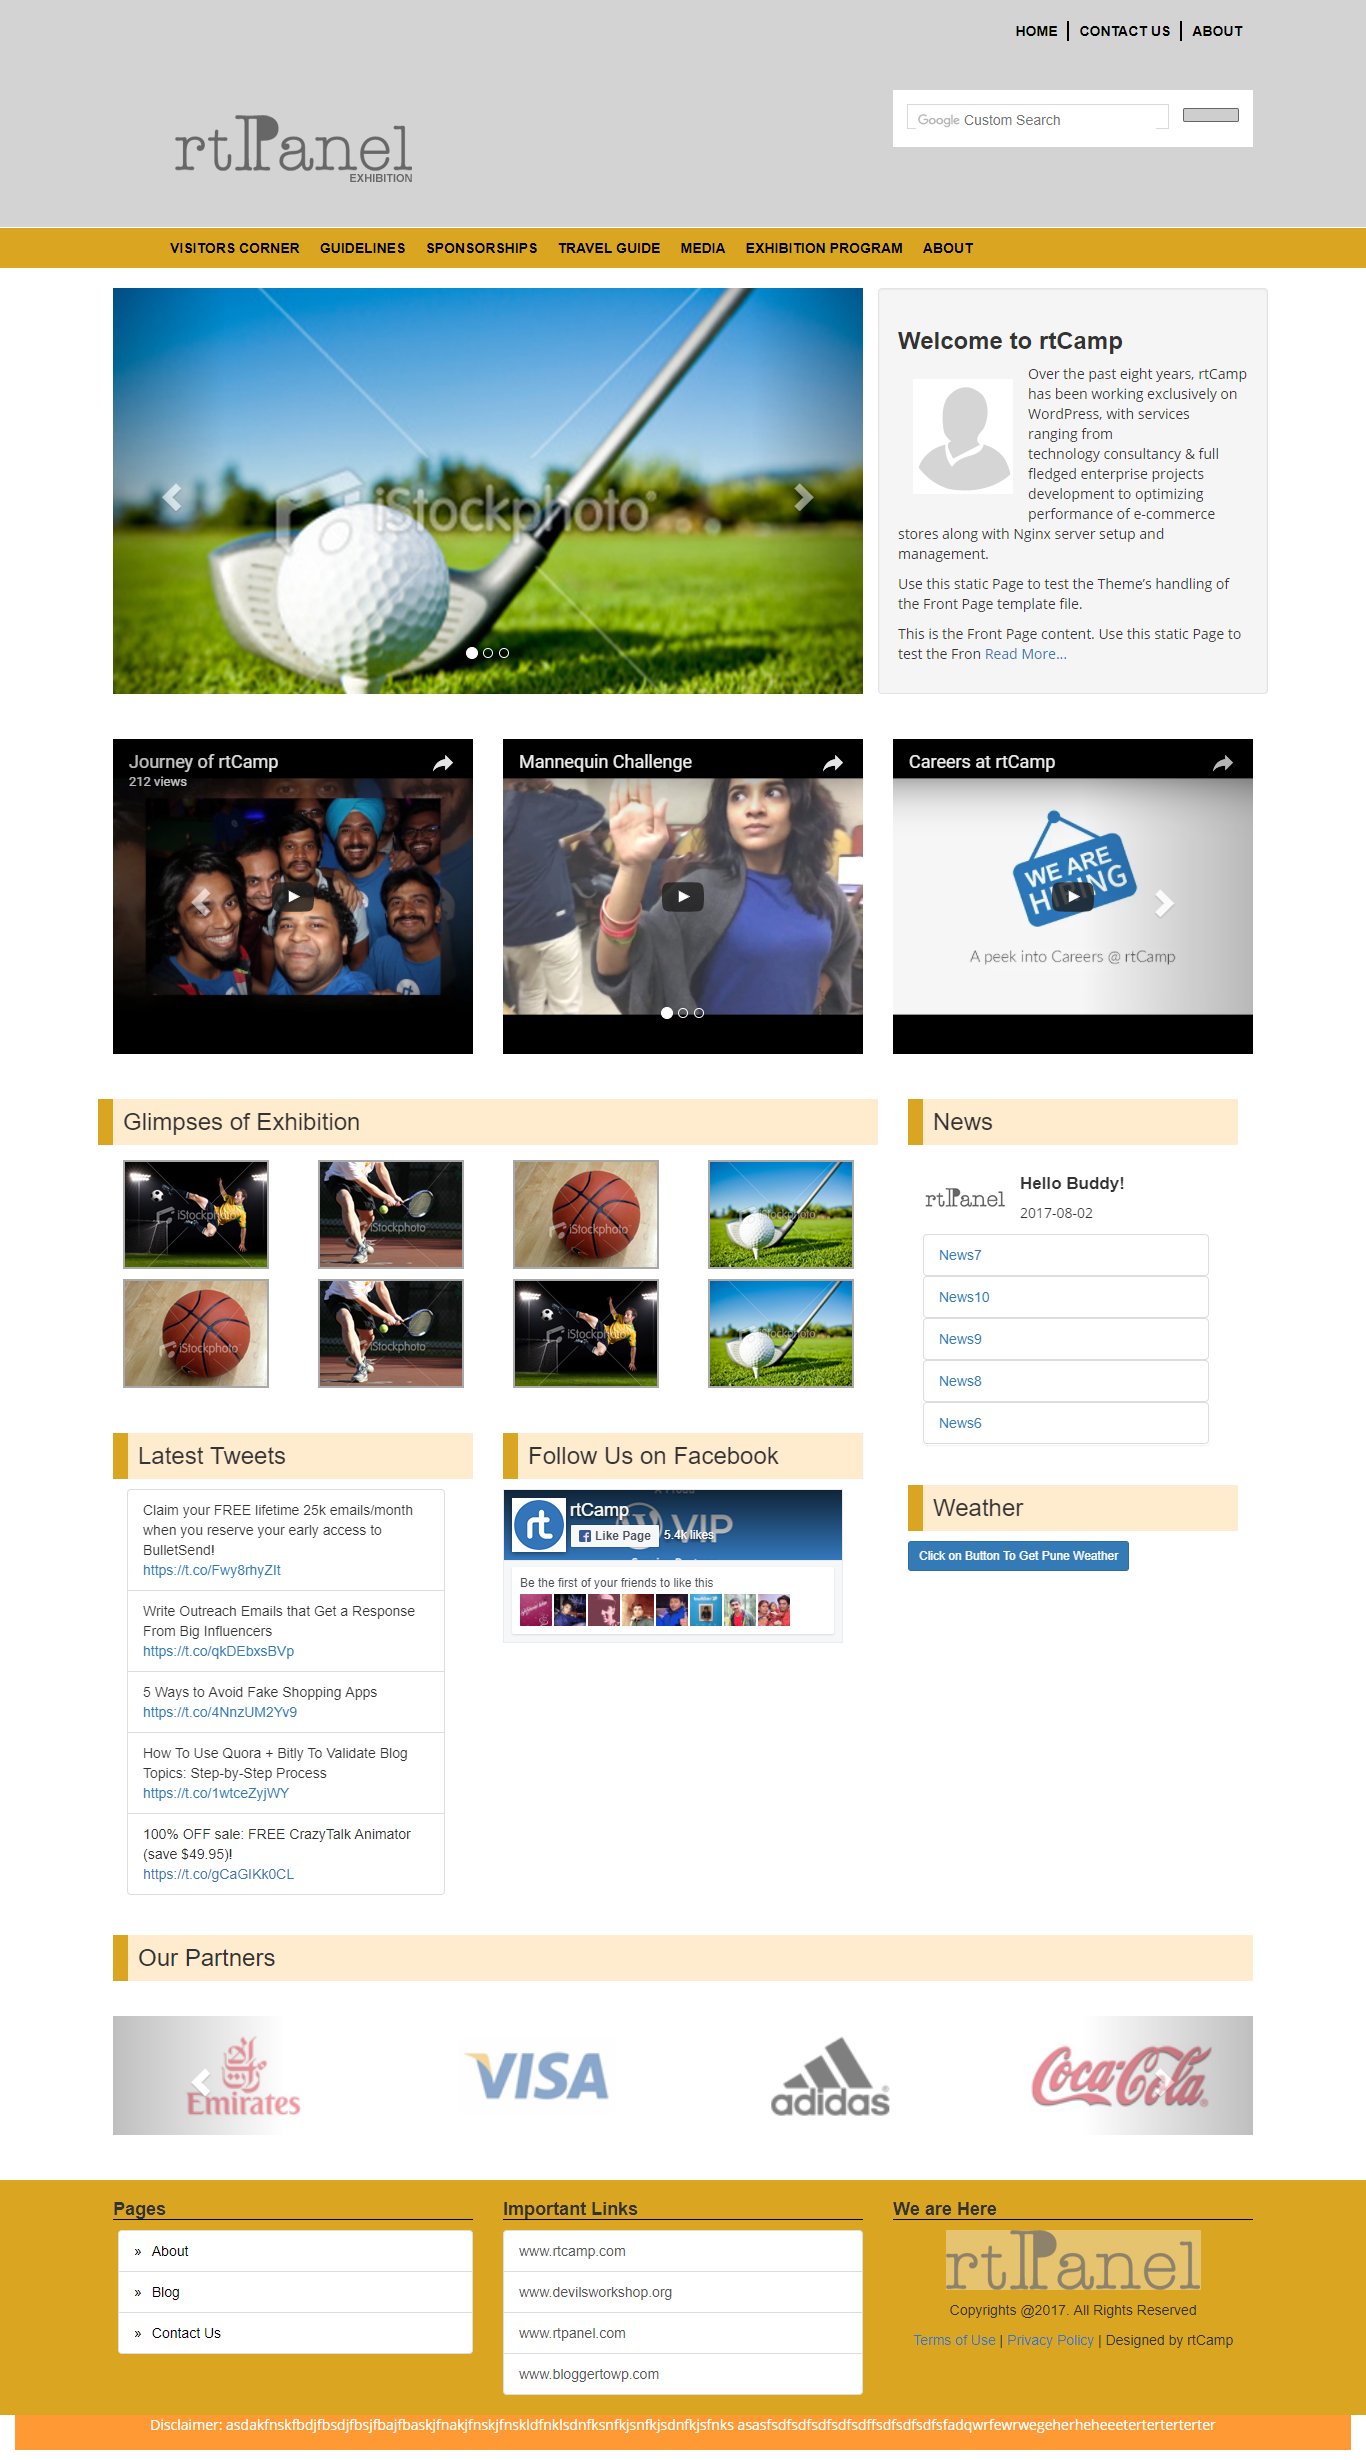 HOME
CONTACT US
ABOUT
rtPanel
EXHIBITION
Google Custom Search
VISITORS CORNER
GUIDELINES
SPONSORSHIPS
TRAVEL GUIDE
MEDIA
EXHIBITION PROGRAM
ABOUT
iStockphoto
Welcome to rtCamp
Over the past eight years, rtCamp
has been working exclusively on
WordPress, with services
ranging from
technology consultancy & full
fledged enterprise projects
development to optimizing
performance of e-commerce
stores along with Nginx server setup and
management.
Use this static Page to test the Theme’s handling of
the Front Page template file.
This is the Front Page content. Use this static Page to
test the Fron Read More...
Journey of rtCamp
212 views
Mannequin Challenge
Careers at rtCamp
WE ARE
HIRING
A peek into Careers @ rtCamp
Glimpses of Exhibition
iStockphoto
iStockphoto
iStockphoto
iStockphoto
iStockphoto
iStockphoto
iStockphoto
iStockphoto
News
rtPanel
Hello Buddy!
2017-08-02
News7
News10
News9
News8
News6
Latest Tweets
Claim your FREE lifetime 25k emails/month
when you reserve your early access to
BulletSend!
https://t.co/Fwy8rhyZIt
Write Outreach Emails that Get a Response
From Big Influencers
https://t.co/qkDEbxsBVp
5 Ways to Avoid Fake Shopping Apps
https://t.co/4NnzUM2Yv9
How To Use Quora + Bitly To Validate Blog
Topics: Step-by-Step Process
https://t.co/1wtceZyjWY
100% OFF sale: FREE CrazyTalk Animator
(save $49.95)!
https://t.co/gCaGIKk0CL
Follow Us on Facebook
rt
rtCamp
VIP
Like Page
5.4k likes
Be the first of your friends to like this
Weather
Click on Button To Get Pune Weather
Our Partners
Emirates
VISA
adidas
Coca-Cola
Pages
» About
» Blog
» Contact Us
Important Links
www.rtcamp.com
www.devilsworkshop.org
www.rtpanel.com
www.bloggertowp.com
We are Here
rtPanel
Copyrights @2017. All Rights Reserved
Terms of Use | Privacy Policy | Designed by rtCamp
Disclaimer: asdakfnskfbdjfbsdjfbsjfbajfbaskjfnakjfnskjfnskldfnklsdnfksnfkjsnfkjsdnfkjsfnks asasfsdfsdfsdfsdfsdffsdfsdfsdfsfadqwrfewrwegeherheheeeterterterterter